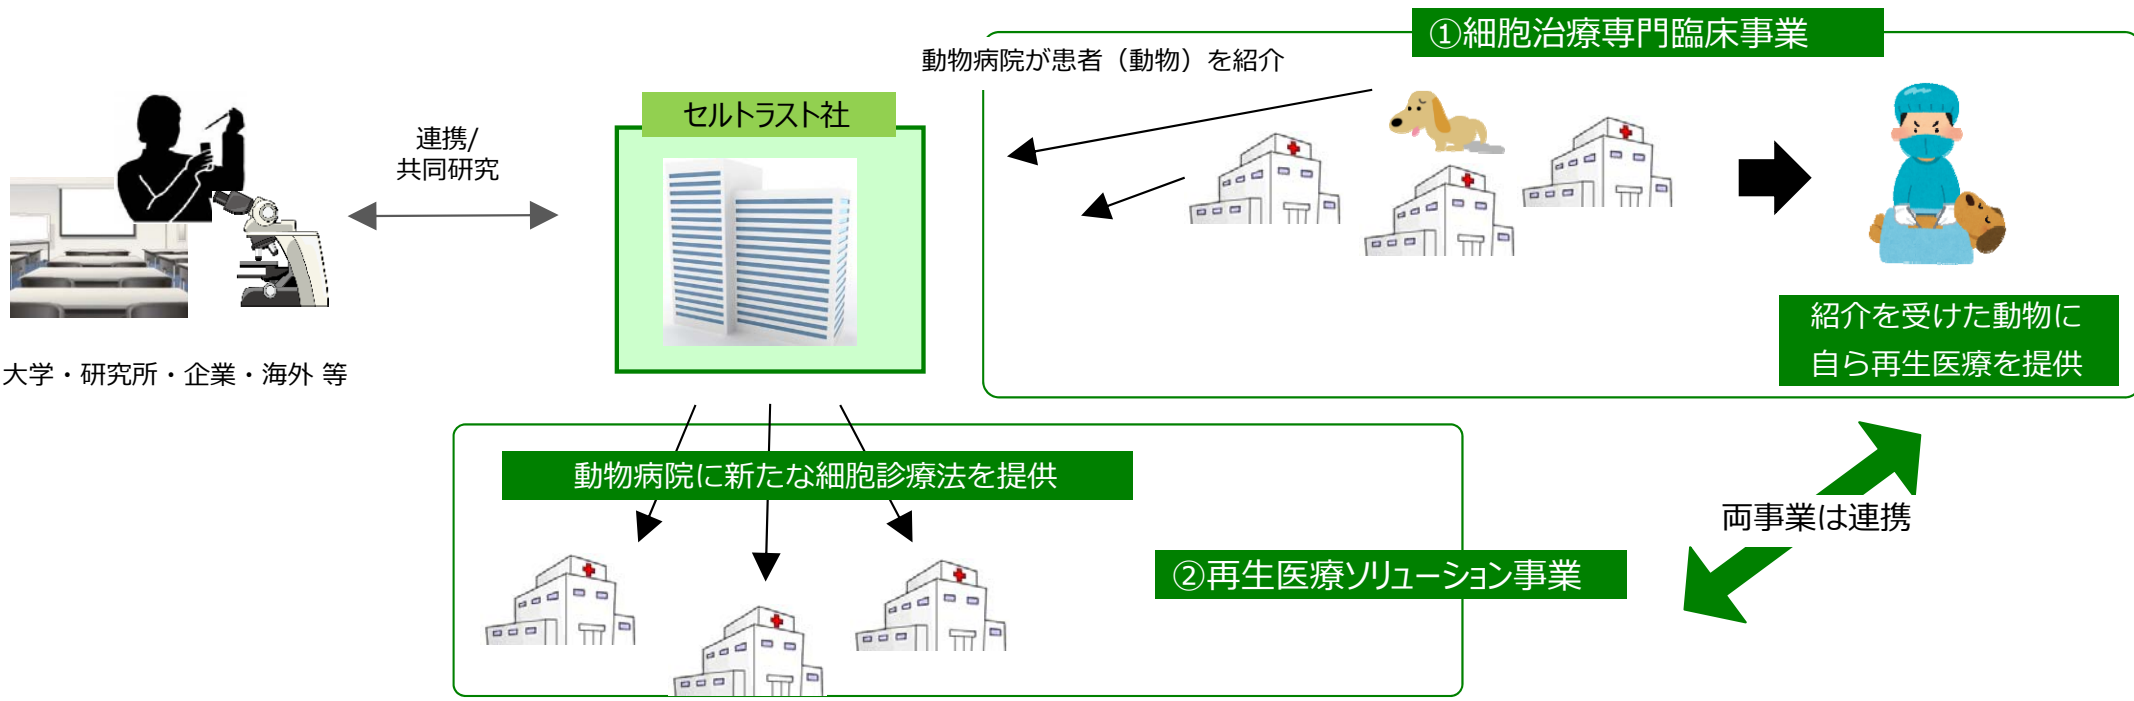 ①細胞治療専門臨床事業
動物病院が患者（動物）を紹介
セルトラスト社
連携/
共同研究
紹介を受けた動物に
自ら再生医療を提供
大学・研究所・企業・海外 等
動物病院に新たな細胞診療法を提供
両事業は連携
②再生医療ソリューション事業